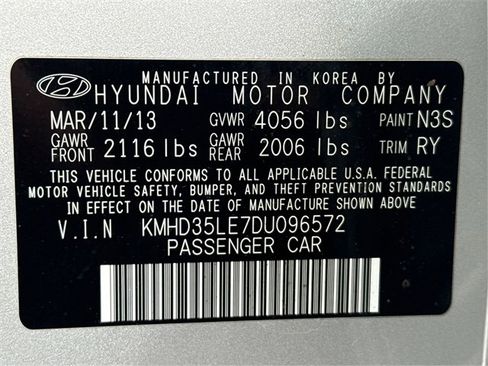 MANUFACTURED IN KOREA BY
HYUNDAI MOTOR COMPANY
MAR/11/13 GVWR 4056 lbs PAINT N3S
GAWR FRONT 2116 lbs GAWR REAR 2006 lbs TRIM RY
THIS VEHICLE CONFORMS TO ALL APPLICABLE U.S.A. FEDERAL
MOTOR VEHICLE SAFETY, BUMPER, AND THEFT PREVENTION STANDARDS
IN EFFECT ON THE DATE OF MANUFACTURE SHOWN ABOVE
V.I.N KMHD35LE7DU096572
PASSENGER CAR